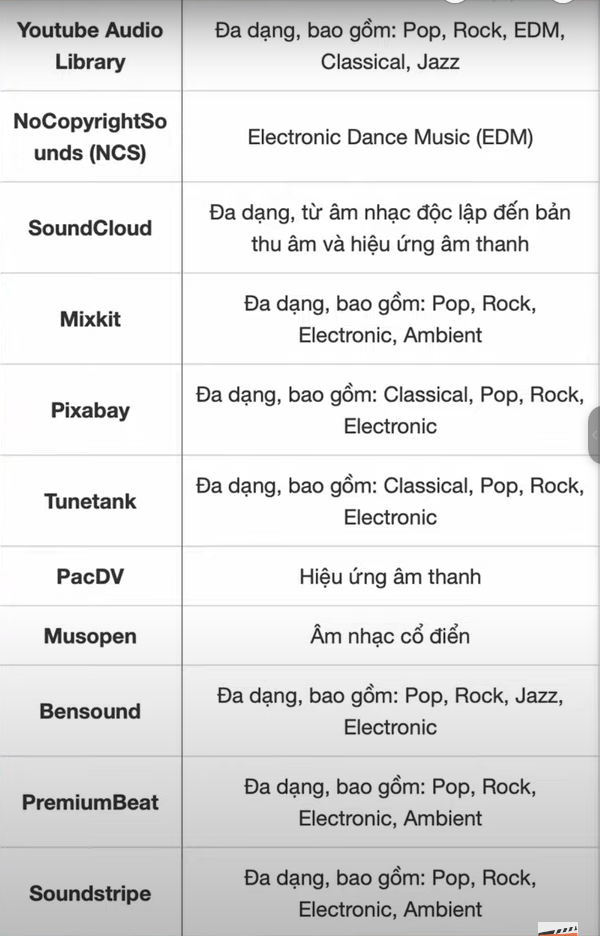 Youtube Audio Library
Đa dạng, bao gồm: Pop, Rock, EDM,
Classical, Jazz
NoCopyrightSo
unds (NCS)
Electronic Dance Music (EDM)
SoundCloud
Đa dạng, từ âm nhạc độc lập đến bản
thu âm và hiệu ứng âm thanh
Mixkit
Đa dạng, bao gồm: Pop, Rock,
Electronic, Ambient
Pixabay
Đa dạng, bao gồm: Classical, Pop, Rock,
Electronic
Tunetank
Đa dạng, bao gồm: Classical, Pop, Rock,
Electronic
PacDV
Hiệu ứng âm thanh
Musopen
Âm nhạc cổ điển
Bensound
Đa dạng, bao gồm: Pop, Rock, Jazz,
Electronic
PremiumBeat
Đa dạng, bao gồm: Pop, Rock,
Electronic, Ambient
Soundstripe
Đa dạng, bao gồm: Pop, Rock,
Electronic, Ambient